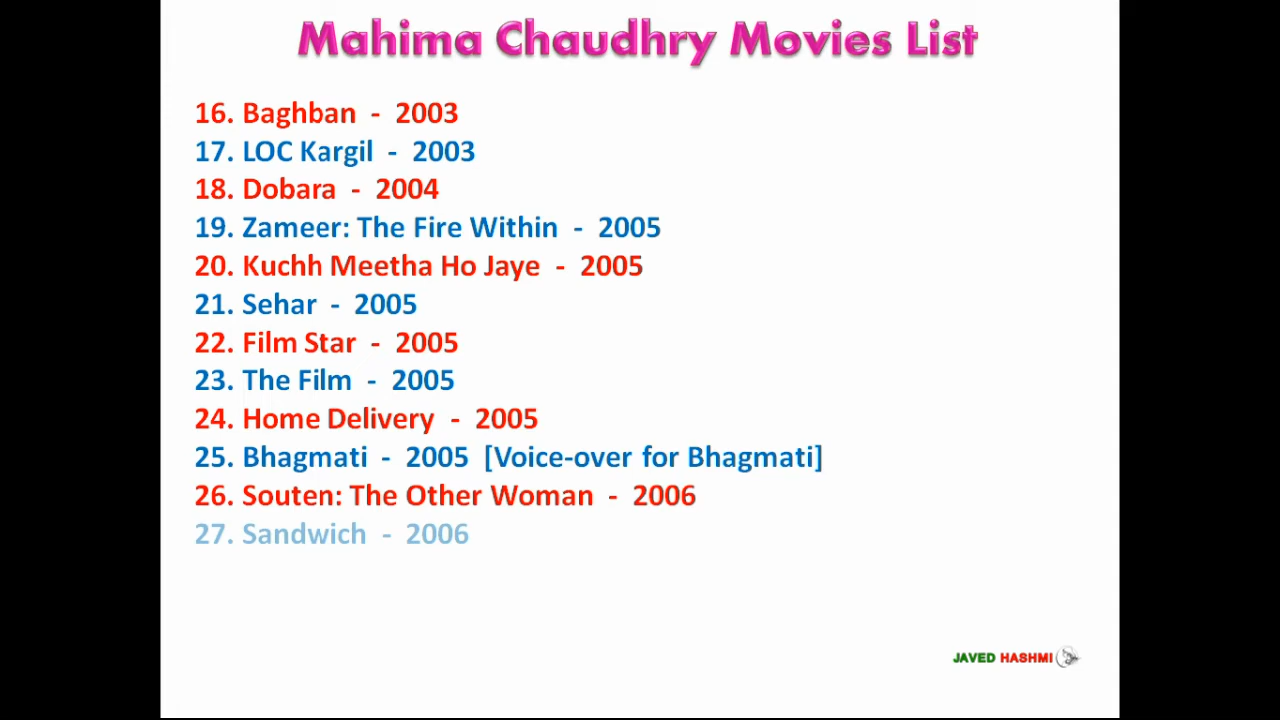 Mahima Chaudhry Movies List
16. Baghban - 2003
17. LOC Kargil - 2003
18. Dobara - 2004
19. Zameer: The Fire Within - 2005
20. Kuchh Meetha Ho Jaye - 2005
21. Sehar - 2005
22. Film Star - 2005
23. The Film - 2005
24. Home Delivery - 2005
25. Bhagmati - 2005 [Voice-over for Bhagmati]
26. Souten: The Other Woman - 2006
27. Sandwich - 2006
JAVED HASHMI